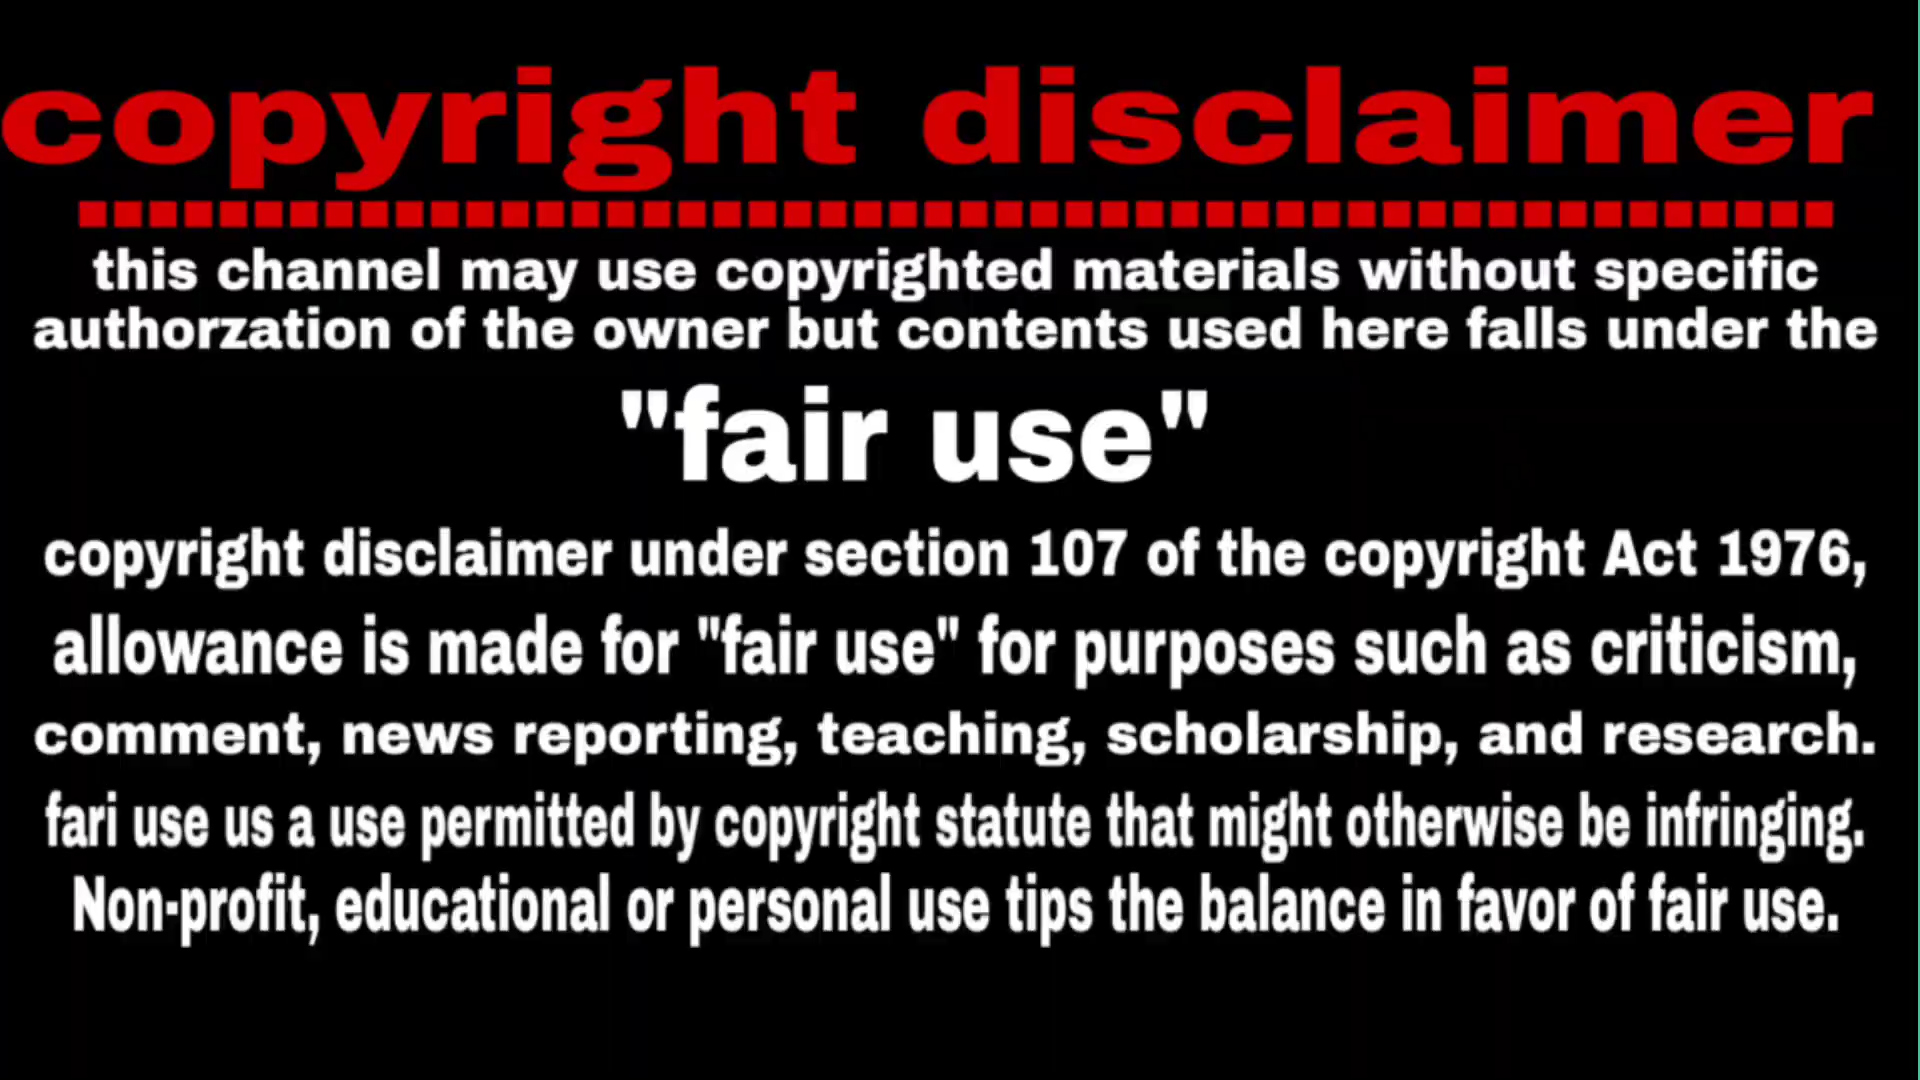 copyright disclaimer
this channel may use copyrighted materials without specific
authorzation of the owner but contents used here falls under the
"fair use"
copyright disclaimer under section 107 of the copyright Act 1976,
allowance is made for "fair use" for purposes such as criticism,
comment, news reporting, teaching, scholarship, and research.
fari use us a use permitted by copyright statute that might otherwise be infringing.
Non-profit, educational or personal use tips the balance in favor of fair use.